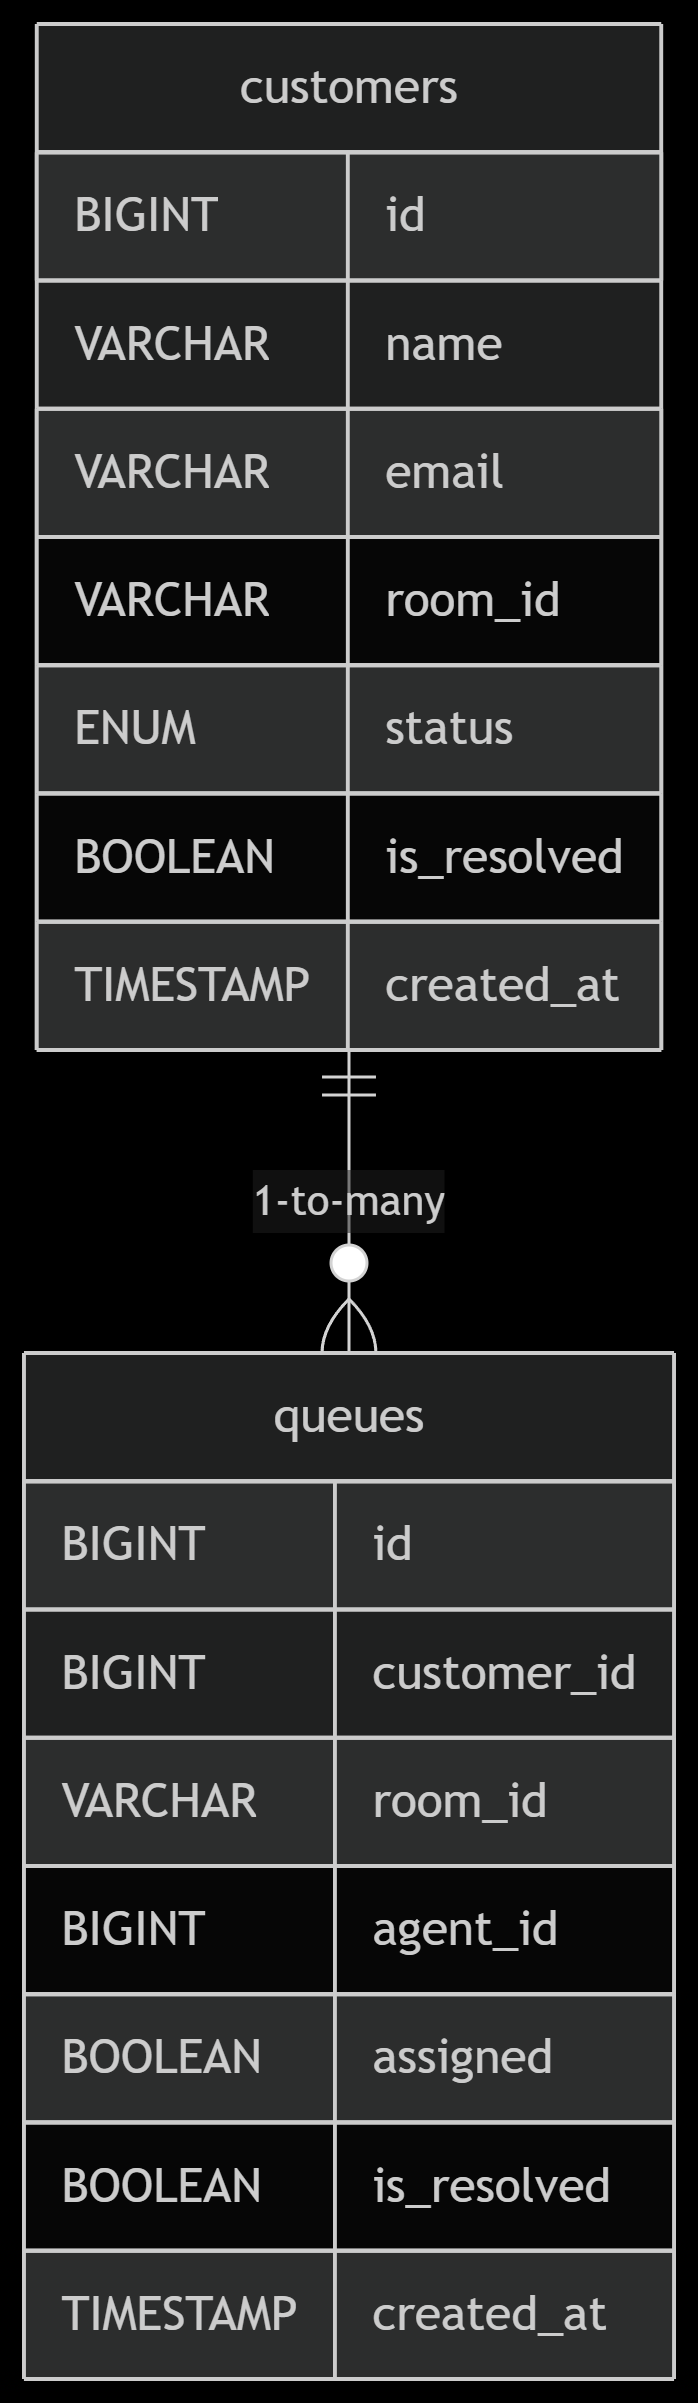 customers
BIGINT id
VARCHAR name
VARCHAR email
VARCHAR room_id
ENUM status
BOOLEAN is_resolved
TIMESTAMP created_at
1-to-many
queues
BIGINT id
BIGINT customer_id
VARCHAR room_id
BIGINT agent_id
BOOLEAN assigned
BOOLEAN is_resolved
TIMESTAMP created_at